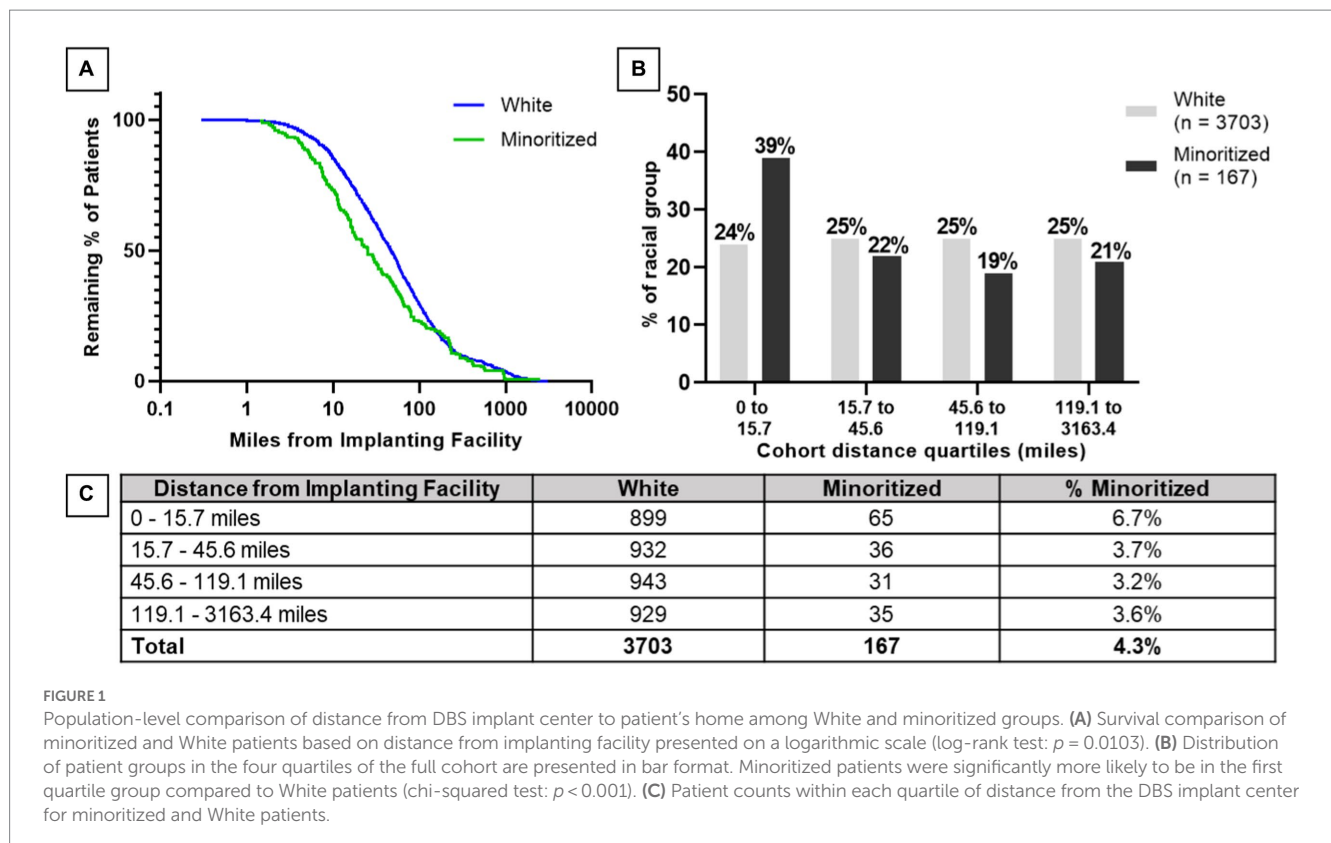 A
White
Minoritized
Remaining % of Patients
100
50
0
0.1 1 10 100 1000 10000
Miles from Implanting Facility
B
White
(n = 3703)
Minoritized
(n = 167)
% of racial group
50
40
30
20
10
0
24% 39% 25% 22% 25% 19% 25% 21%
0 to 15.7 to 45.6 to 119.1 to
15.7 45.6 119.1 3163.4
Cohort distance quartiles (miles)
C
Distance from Implanting Facility White Minoritized % Minoritized
0 - 15.7 miles 899 65 6.7%
15.7 - 45.6 miles 932 36 3.7%
45.6 - 119.1 miles 943 31 3.2%
119.1 - 3163.4 miles 929 35 3.6%
Total 3703 167 4.3%
FIGURE 1
Population-level comparison of distance from DBS implant center to patient’s home among White and minoritized groups. (A) Survival comparison of
minoritized and White patients based on distance from implanting facility presented on a logarithmic scale (log-rank test: p = 0.0103). (B) Distribution
of patient groups in the four quartiles of the full cohort are presented in bar format. Minoritized patients were significantly more likely to be in the first
quartile group compared to White patients (chi-squared test: p < 0.001). (C) Patient counts within each quartile of distance from the DBS implant center
for minoritized and White patients.